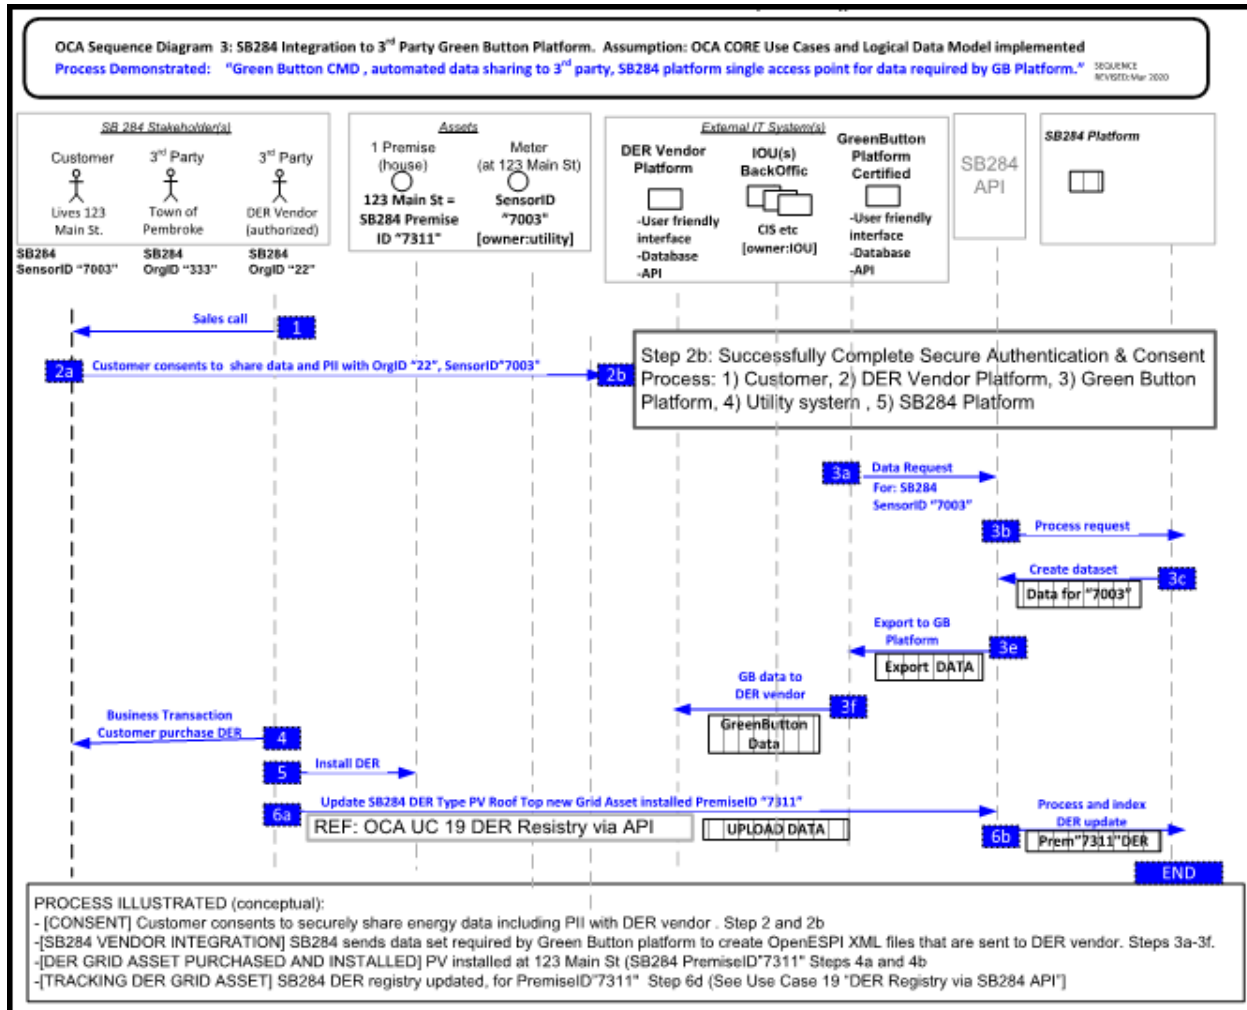 OCA Sequence Diagram 3: SB284 Integration to 3rd Party Green Button Platform. Assumption: OCA CORE Use Cases and Logical Data Model implemented
Process Demonstrated: "Green Button CMD , automated data sharing to 3rd party, SB284 platform single access point for data required by GB Platform."
SEQUENCE
REVISED:Mar 2020
SB 284 Stakeholder(s)
Customer
Lives 123
Main St.
SB284
SensorID "7003"
3rd Party
Town of
Pembroke
SB284
OrgID "333"
3rd Party
DER Vendor
(authorized)
SB284
OrgID "22"
Assets
1 Premise
(house)
123 Main St =
SB284 Premise
ID "7311"
Meter
(at 123 Main St)
SensorID
"7003"
[owner:utility]
External IT System(s)
DER Vendor
Platform
-User friendly
interface
-Database
-API
IOU(s)
BackOffic
CIS etc
[owner:IOU]
GreenButton
Platform
Certified
-User friendly
interface
-Database
-API
SB284
API
SB284 Platform
Sales call
1
2a
Customer consents to share data and PII with OrgID "22", SensorID"7003"
2b
Step 2b: Successfully Complete Secure Authentication & Consent
Process: 1) Customer, 2) DER Vendor Platform, 3) Green Button
Platform, 4) Utility system , 5) SB284 Platform
3a
Data Request
For: SB284
SensorID "7003"
3b
Process request
Create dataset
3c
Data for "7003"
Export to GB
Platform
3e
Export DATA
GB data to
DER vendor
3f
GreenButton
Data
Business Transaction
Customer purchase DER
4
5
Install DER
6a
Update SB284 DER Type PV Roof Top new Grid Asset installed PremiseID "7311"
REF: OCA UC 19 DER Resistry via API
UPLOAD DATA
6b
Process and index
DER update
Prem"7311"DER
END
PROCESS ILLUSTRATED (conceptual):
- [CONSENT] Customer consents to securely share energy data including PII with DER vendor . Step 2 and 2b
-[SB284 VENDOR INTEGRATION] SB284 sends data set required by Green Button platform to create OpenESPI XML files that are sent to DER vendor. Steps 3a-3f.
-[DER GRID ASSET PURCHASED AND INSTALLED] PV installed at 123 Main St (SB284 PremiseID"7311" Steps 4a and 4b
-[TRACKING DER GRID ASSET] SB284 DER registry updated, for PremiseID"7311" Step 6d (See Use Case 19 "DER Registry via SB284 API"]